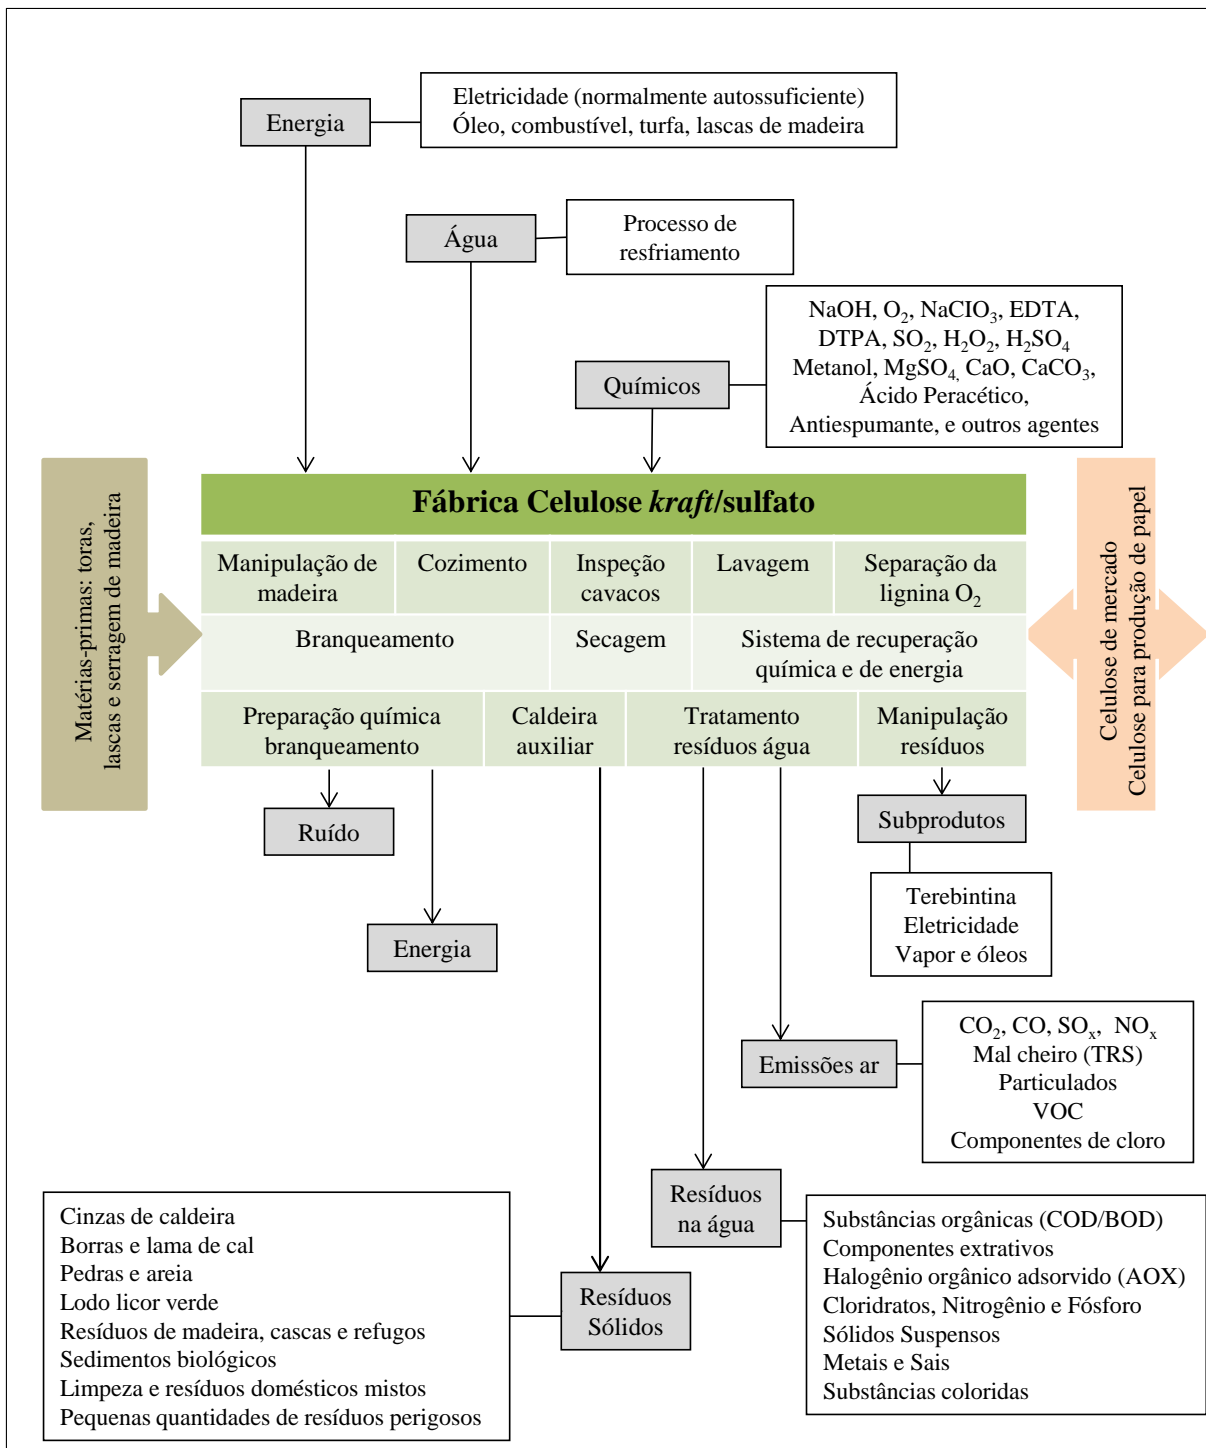 Energia
Eletricidade (normalmente autossuficiente)
Óleo, combustível, turfa, lascas de madeira
Água
Processo de
resfriamento
Químicos
NaOH, O₂, NaCIO₃, EDTA,
DTPA, SO₂, H₂O₂, H₂SO₄
Metanol, MgSO₄, CaO, CaCO₃,
Ácido Peracético,
Antiespumante, e outros agentes
Matérias-primas: toras,
lascas e serragem de madeira
Fábrica Celulose kraft/sulfato
Manipulação de
madeira
Cozimento
Inspeção
cavacos
Lavagem
Separação da
lignina O₂
Branqueamento
Secagem
Sistema de recuperação
química e de energia
Preparação química
branqueamento
Caldeira
auxiliar
Tratamento
resíduos água
Manipulação
resíduos
Celulose de mercado
Celulose para produção de papel
Ruído
Energia
Subprodutos
Terebintina
Eletricidade
Vapor e óleos
Emissões ar
CO₂, CO, SOₓ, NOₓ
Mal cheiro (TRS)
Particulados
VOC
Componentes de cloro
Resíduos
na água
Substâncias orgânicas (COD/BOD)
Componentes extrativos
Halogênio orgânico adsorvido (AOX)
Cloridratos, Nitrogênio e Fósforo
Sólidos Suspensos
Metais e Sais
Substâncias coloridas
Resíduos
Sólidos
Cinzas de caldeira
Borras e lama de cal
Pedras e areia
Lodo licor verde
Resíduos de madeira, cascas e refugos
Sedimentos biológicos
Limpeza e resíduos domésticos mistos
Pequenas quantidades de resíduos perigosos